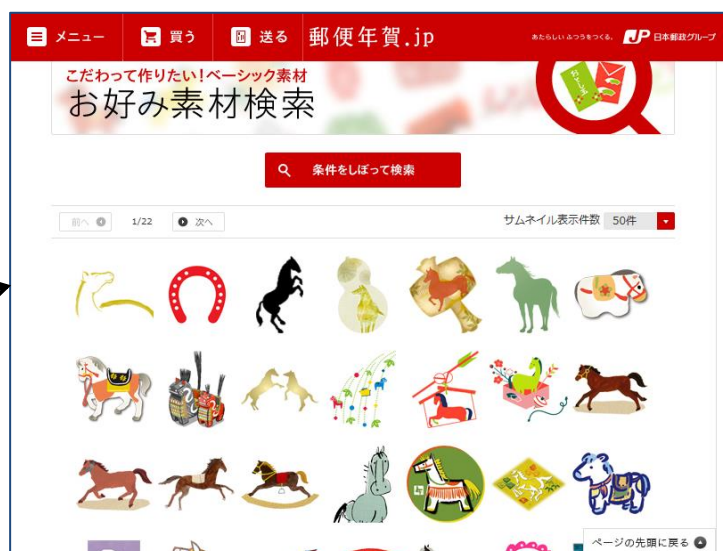 メニュー 買う 送る 郵便年賀.jp あたらしいふつうをつくる。 JP 日本郵政グループ
こだわって作りたい!ベーシック素材
お好み素材検索
条件をしぼって検索
前へ 1/22 次へ サムネイル表示件数 50件
ページの先頭に戻る